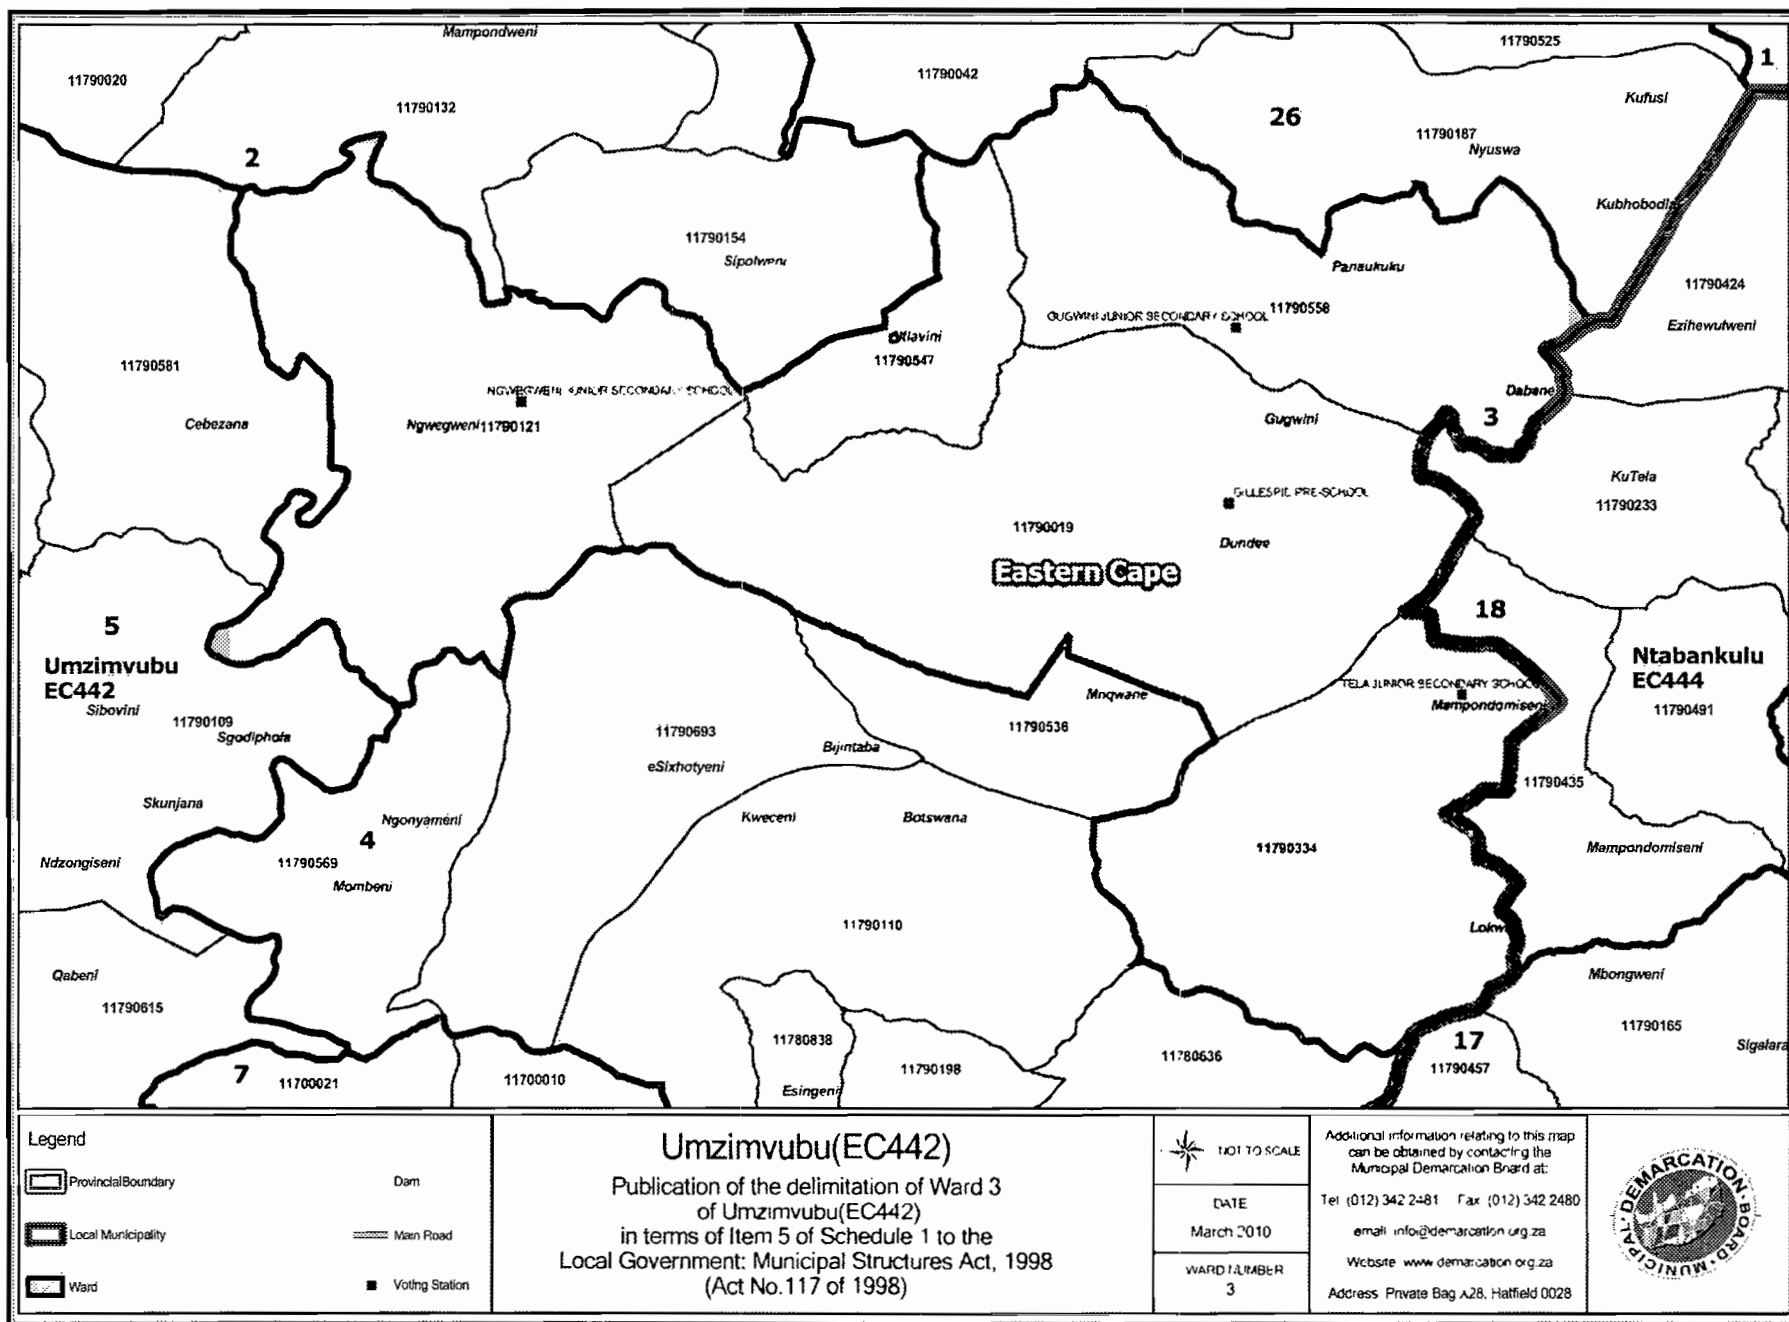 Mampondweni
11790525
1
11790020
11790042
11790132
Kufusi
26
11790187
Nyuswa
2
Kubhobodla
11790154
Sipolweni
Panaukuku
11790424
11790558
GUGWINI JUNIOR SECONDARY SCHOOL
Ezihewulweni
11790547
11790581
NGWEGWENI JUNIOR SECONDARY SCHOOL
Dabane
3
Cebezana
Ngwegweni 11790121
Gugwini
KuTela
11790233
GILLESPIE PRE-SCHOOL
11790019
Dundee
Eastern Cape
18
5
Umzimvubu
EC442
Ntabankulu
EC444
TELA JUNIOR SECONDARY SCHOOL
Mnqwane
Mampondomiseni
Sibovini
11790109
Sgodiphola
11790491
11790693
11790536
Bijintaba
eSixhotyeni
11790435
Skunjana
Ngonyameni
Kweceni
Botswana
4
11790334
Mampondomiseni
Ndzongiseni
11790569
Mombeni
11790110
Lokw
Qabeni
Mbongweni
11790615
11790165
11780838
17
Sigalara
11780636
7
11700021
11700010
11790198
11790457
Esingeni
Legend
Provincial Boundary
Dam
Local Municipality
Main Road
Ward
Voting Station
Umzimvubu(EC442)
Publication of the delimitation of Ward 3
of Umzimvubu(EC442)
in terms of Item 5 of Schedule 1 to the
Local Government: Municipal Structures Act, 1998
(Act No.117 of 1998)
NOT TO SCALE
DATE
March 2010
WARD NUMBER
3
Additional information relating to this map
can be obtained by contacting the
Municipal Demarcation Board at:
Tel (012) 342 2481 Fax (012) 342 2480
email info@demarcation.org.za
Website www.demarcation.org.za
Address Private Bag X28, Hatfield 0028
MUNICIPAL DEMARCATION BOARD